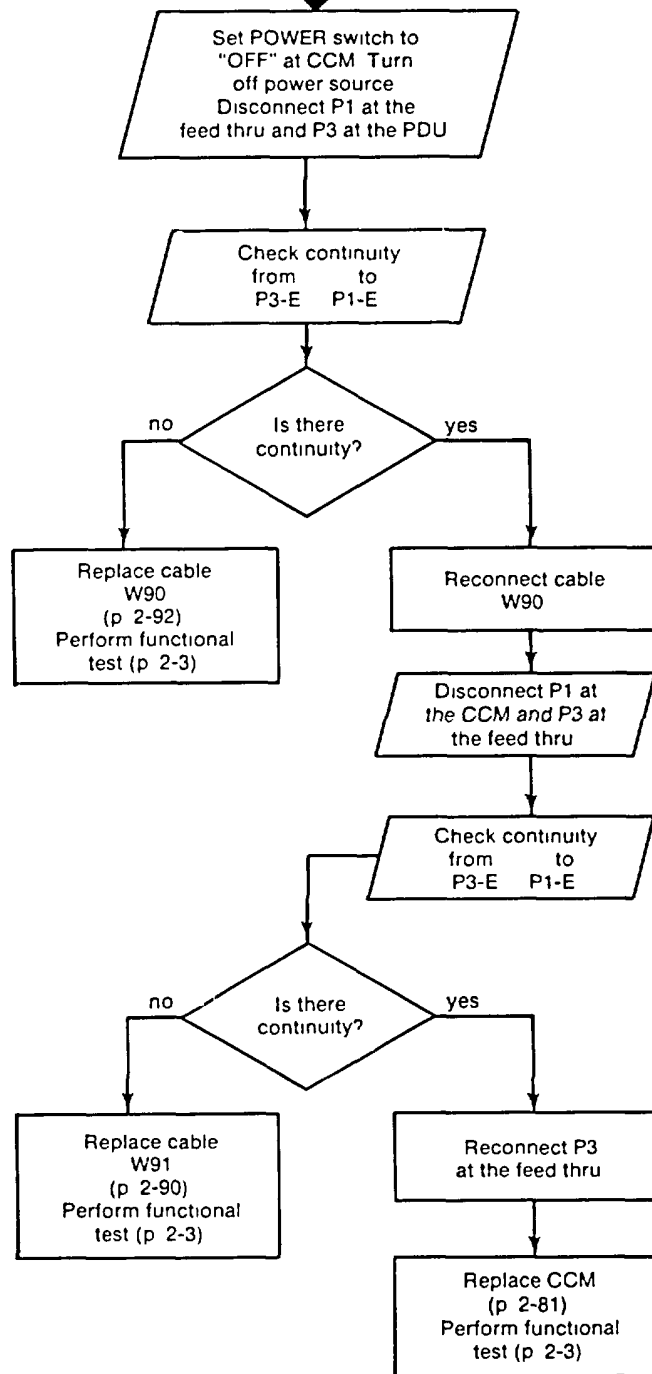 Set POWER switch to
"OFF" at CCM Turn
off power source
Disconnect P1 at the
feed thru and P3 at the PDU
Check continuity
from to
P3-E P1-E
Is there
continuity?
no
yes
Replace cable
W90
(p 2-92)
Perform functional
test (p 2-3)
Reconnect cable
W90
Disconnect P1 at
the CCM and P3 at
the feed thru
Check continuity
from to
P3-E P1-E
Is there
continuity?
no
yes
Replace cable
W91
(p 2-90)
Perform functional
test (p 2-3)
Reconnect P3
at the feed thru
Replace CCM
(p 2-81)
Perform functional
test (p 2-3)